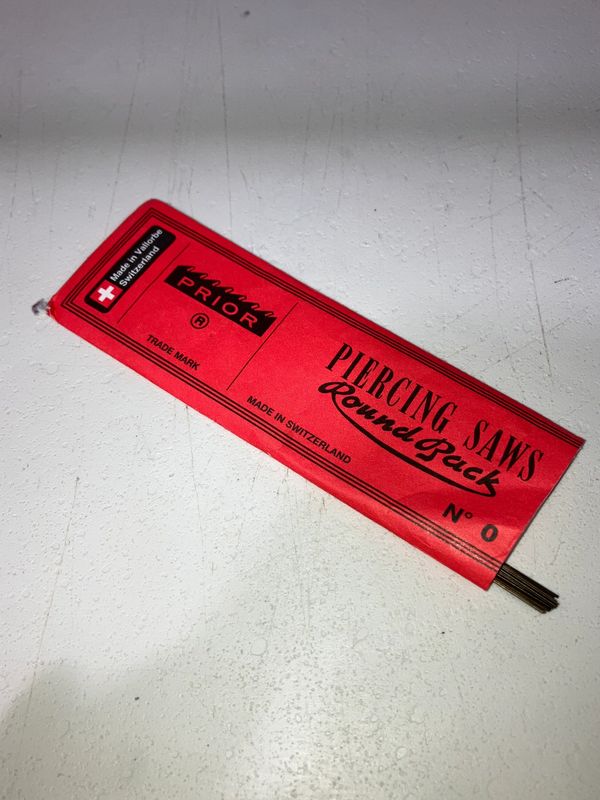 Made in Vallorbe
Switzerland
PRIOR
®
TRADE MARK
MADE IN SWITZERLAND
PIERCING SAWS
Round Back
N° 0